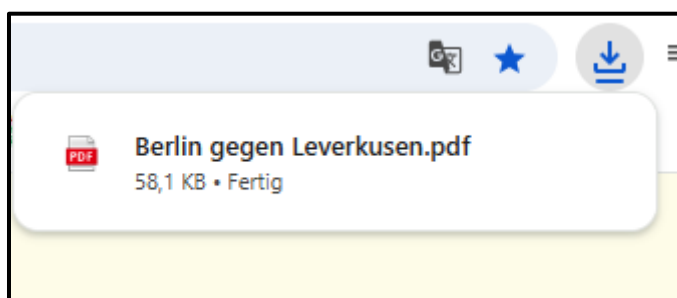 PDF
Berlin gegen Leverkusen.pdf
58,1 KB • Fertig